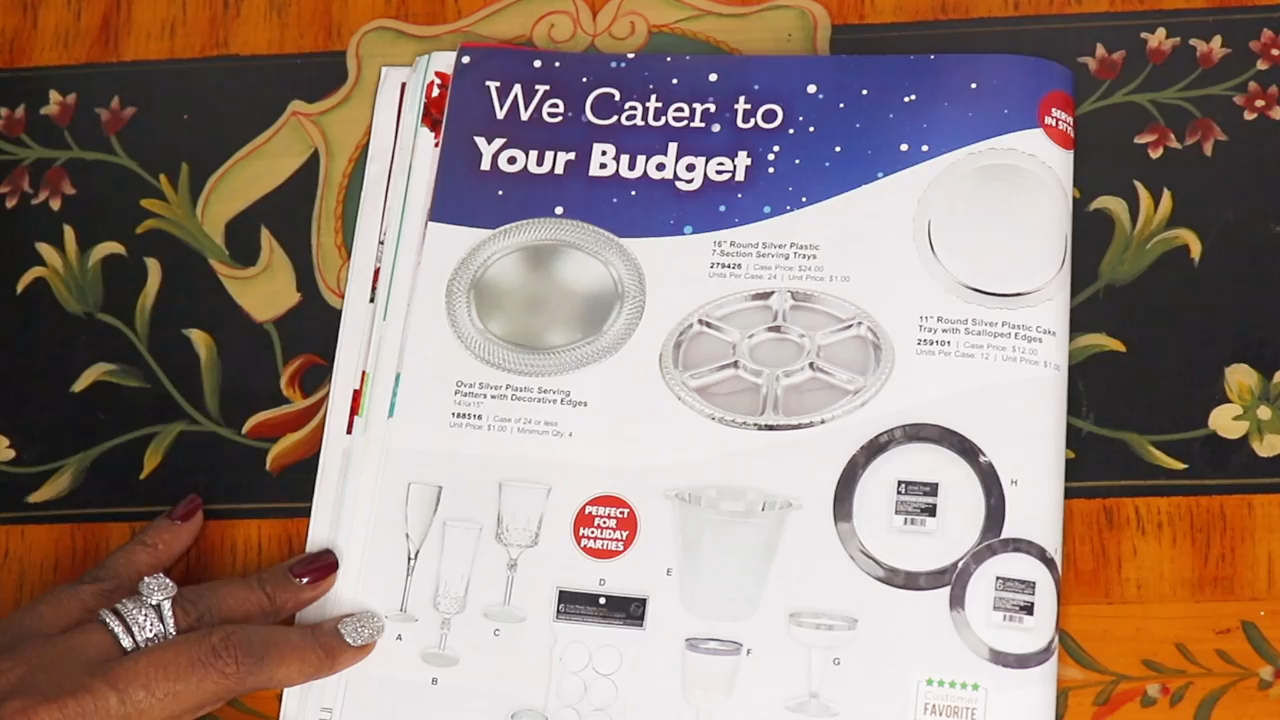 We Cater to
Your Budget
SERVE
IN STY
16" Round Silver Plastic
7-Section Serving Trays
279426 | Case Price: $24.00
Units Per Case: 24 | Unit Price: $1.00
11" Round Silver Plastic Cake
Tray with Scalloped Edges
259101 | Case Price: $12.00
Units Per Case: 12 | Unit Price: $1.00
Oval Silver Plastic Serving
Platters with Decorative Edges
188516 | Case of 24 or less
Unit Price: $1.00 | Minimum Qty. 4
PERFECT
FOR
HOLIDAY
PARTIES
A
B
C
D
E
F
G
H
4
6
6
Customer
FAVORITE